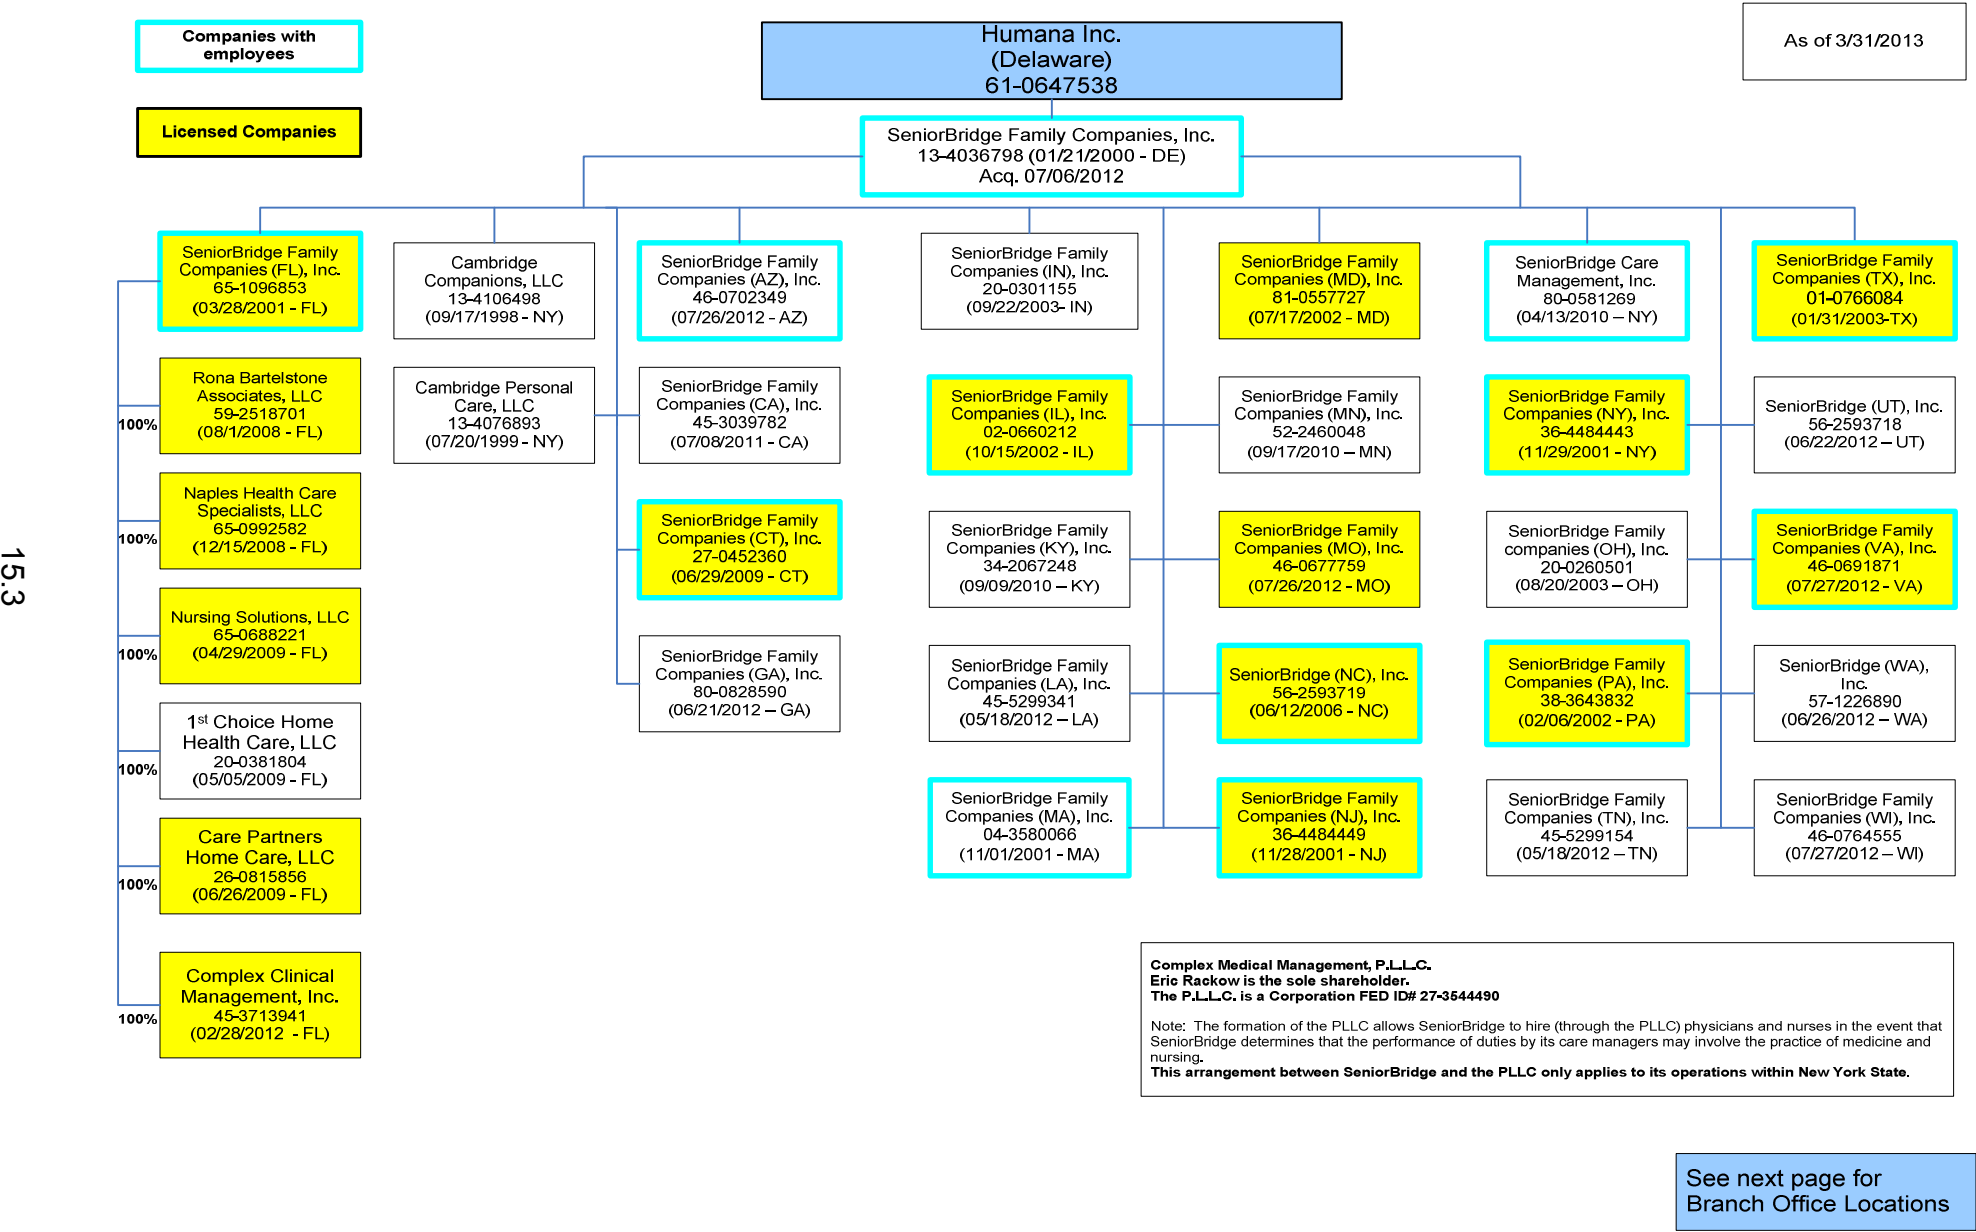 Companies with
employees
Licensed Companies
Humana Inc.
(Delaware)
61-0647538
As of 3/31/2013
SeniorBridge Family Companies, Inc.
13-4036798 (01/21/2000 - DE)
Acq. 07/06/2012
SeniorBridge Family
Companies (FL), Inc.
65-1096853
(03/28/2001 - FL)
Rona Bartelstone
Associates, LLC
59-2518701
(08/1/2008 - FL)
100%
Naples Health Care
Specialists, LLC
65-0992582
(12/15/2008 - FL)
100%
Nursing Solutions, LLC
65-0688221
(04/29/2009 - FL)
100%
1st Choice Home
Health Care, LLC
20-0381804
(05/05/2009 - FL)
100%
Care Partners
Home Care, LLC
26-0815856
(06/26/2009 - FL)
100%
Complex Clinical
Management, Inc.
45-3713941
(02/28/2012  - FL)
100%
Cambridge
Companions, LLC
13-4106498
(09/17/1998 - NY)
Cambridge Personal
Care, LLC
13-4076893
(07/20/1999 - NY)
SeniorBridge Family
Companies (AZ), Inc.
46-0702349
(07/26/2012 - AZ)
SeniorBridge Family
Companies (CA), Inc.
45-3039782
(07/08/2011 - CA)
SeniorBridge Family
Companies (CT), Inc.
27-0452360
(06/29/2009 - CT)
SeniorBridge Family
Companies (GA), Inc.
80-0828590
(06/21/2012 – GA)
SeniorBridge Family
Companies (IN), Inc.
20-0301155
(09/22/2003- IN)
SeniorBridge Family
Companies (IL), Inc.
02-0660212
(10/15/2002 - IL)
SeniorBridge Family
Companies (KY), Inc.
34-2067248
(09/09/2010 – KY)
SeniorBridge Family
Companies (LA), Inc.
45-5299341
(05/18/2012 – LA)
SeniorBridge Family
Companies (MA), Inc.
04-3580066
(11/01/2001 - MA)
SeniorBridge Family
Companies (MD), Inc.
81-0557727
(07/17/2002 - MD)
SeniorBridge Family
Companies (MN), Inc.
52-2460048
(09/17/2010 – MN)
SeniorBridge Family
Companies (MO), Inc.
46-0677759
(07/26/2012 - MO)
SeniorBridge (NC), Inc.
56-2593719
(06/12/2006 - NC)
SeniorBridge Family
Companies (NJ), Inc.
36-4484449
(11/28/2001 - NJ)
SeniorBridge Care
Management, Inc.
80-0581269
(04/13/2010 – NY)
SeniorBridge Family
Companies (NY), Inc.
36-4484443
(11/29/2001 - NY)
SeniorBridge Family
companies (OH), Inc.
20-0260501
(08/20/2003 – OH)
SeniorBridge Family
Companies (PA), Inc.
38-3643832
(02/06/2002 - PA)
SeniorBridge Family
Companies (TN), Inc.
45-5299154
(05/18/2012 – TN)
SeniorBridge Family
Companies (TX), Inc.
01-0766084
(01/31/2003-TX)
SeniorBridge (UT), Inc.
56-2593718
(06/22/2012 – UT)
SeniorBridge Family
Companies (VA), Inc.
46-0691871
(07/27/2012 - VA)
SeniorBridge (WA),
Inc.
57-1226890
(06/26/2012 – WA)
SeniorBridge Family
Companies (WI), Inc.
46-0764555
(07/27/2012 – WI)
Complex Medical Management, P.L.L.C.
Eric Rackow is the sole shareholder.
The P.L.L.C. is a Corporation FED ID# 27-3544490
Note:  The formation of the PLLC allows SeniorBridge to hire (through the PLLC) physicians and nurses in the event that
SeniorBridge determines that the performance of duties by its care managers may involve the practice of medicine and
nursing.
This arrangement between SeniorBridge and the PLLC only applies to its operations within New York State.
See next page for
Branch Office Locations
15.3